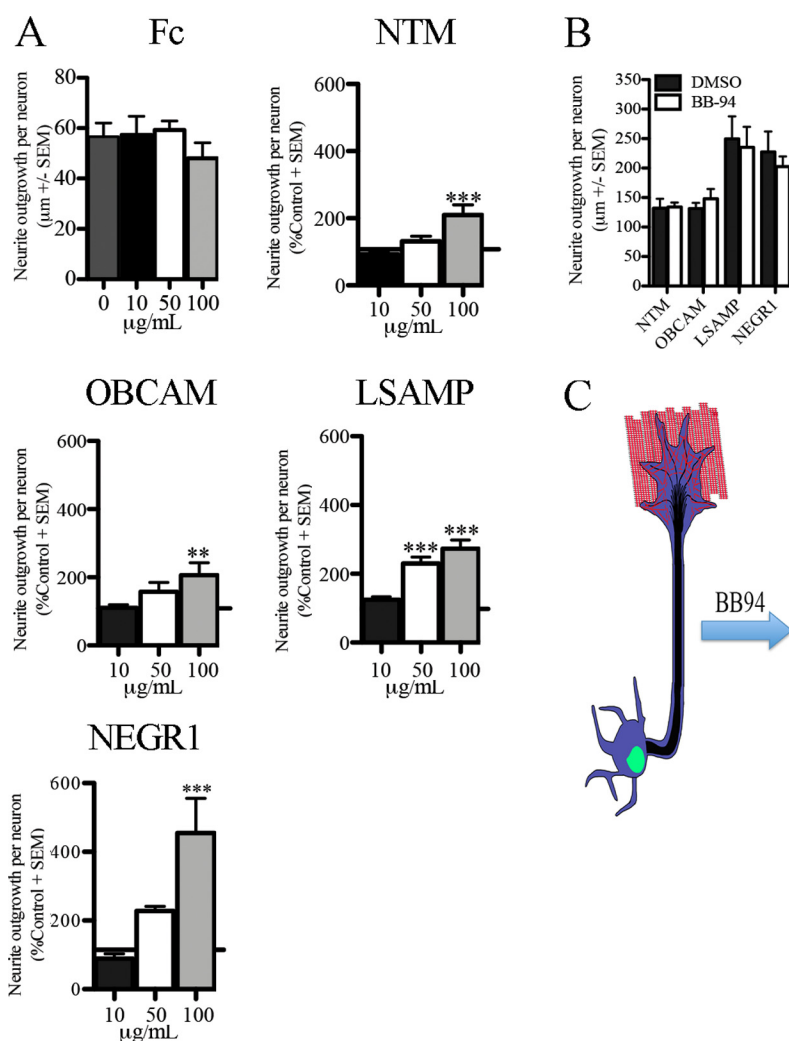 A
Fc
Neurite outgrowth per neuron
(μm +/- SEM)
80
60
40
20
0
0 10 50 100
μg/mL
NTM
Neurite outgrowth per neuron
(%Control + SEM)
600
400
200
0
***
10 50 100
μg/mL
B
Neurite outgrowth per neuron
(μm +/- SEM)
350
300
250
200
150
100
50
0
DMSO
BB-94
NTM
OBCAM
LSAMP
NEGR1
OBCAM
Neurite outgrowth per neuron
(%Control + SEM)
600
400
200
0
**
10 50 100
μg/mL
LSAMP
Neurite outgrowth per neuron
(%Control + SEM)
600
400
200
0
*** ***
10 50 100
μg/mL
C
BB94
NEGR1
Neurite outgrowth per neuron
(%Control + SEM)
600
400
200
0
***
10 50 100
μg/mL